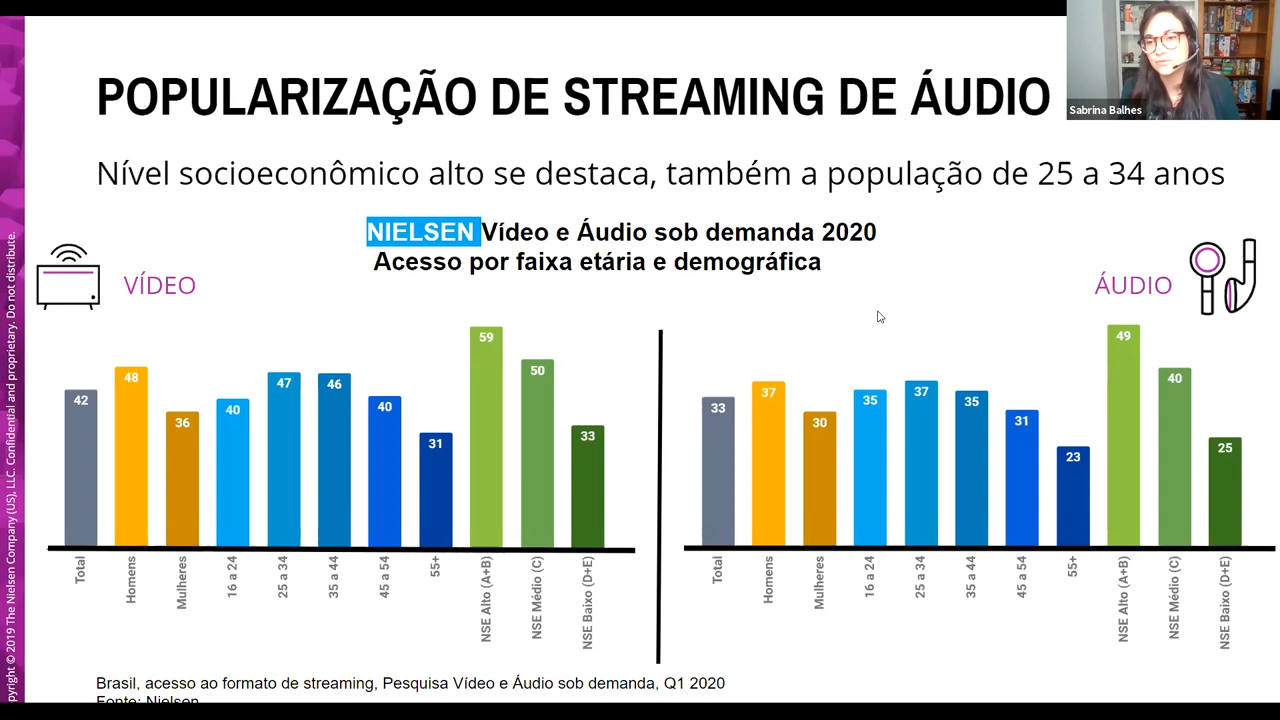 POPULARIZAÇÃO DE STREAMING DE ÁUDIO
Sabrina Balhes
Nível socioeconômico alto se destaca, também a população de 25 a 34 anos
NIELSEN Vídeo e Áudio sob demanda 2020
Acesso por faixa etária e demográfica
VÍDEO
ÁUDIO
59
50
48
47
46
42
40
40
36
31
33
Total
Homens
Mulheres
16 a 24
25 a 34
35 a 44
45 a 54
55+
NSE Alto (A+B)
NSE Médio (C)
NSE Baixo (D+E)
49
40
37
37
35
35
33
30
31
23
25
Total
Homens
Mulheres
16 a 24
25 a 34
35 a 44
45 a 54
55+
NSE Alto (A+B)
NSE Médio (C)
NSE Baixo (D+E)
Brasil, acesso ao formato de streaming, Pesquisa Vídeo e Áudio sob demanda, Q1 2020
Fonte: Nielsen
pyright © 2019 The Nielsen Company (US), LLC. Confidential and proprietary. Do not distribute.